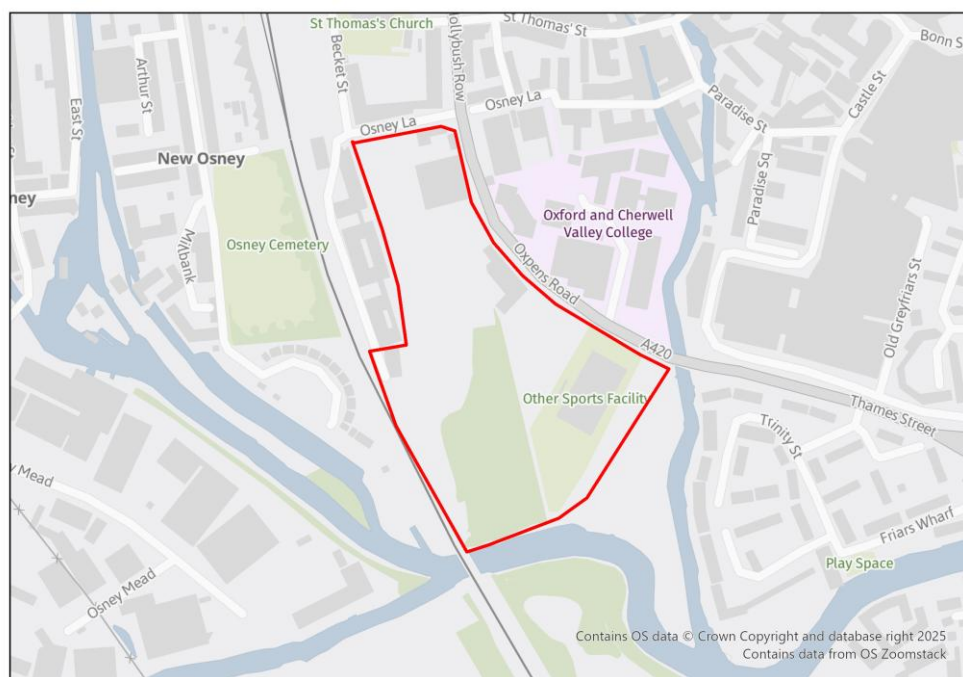 St Thomas's Church
St Thomas' St
Hollybush Row
Bonn S
Becket St
Arthur St
East St
Osney La
Osney La
Paradise St
Castle St
New Osney
ney
Paradise Sq
Oxford and Cherwell
Valley College
Osney Cemetery
Millbank
Oxpens Road
Old Greyfriars St
A420
Other Sports Facility
Thames Street
Trinity St
ey Mead
Friars Wharf
Play Space
Osney Mead
Contains OS data © Crown Copyright and database right 2025
Contains data from OS Zoomstack